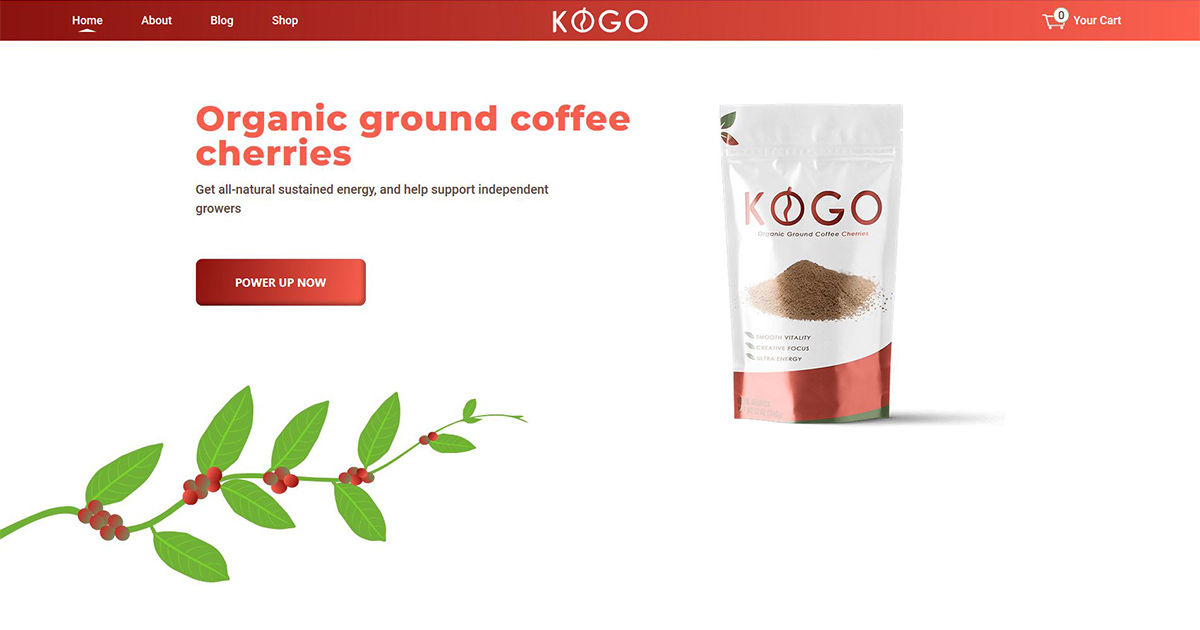 Home About Blog Shop
KOGO
0 Your Cart
Organic ground coffee
cherries
Get all-natural sustained energy, and help support independent
growers
POWER UP NOW
KOGO
Organic Ground Coffee Cherries
SMOOTH VITALITY
CREATIVE FOCUS
ULTRA ENERGY